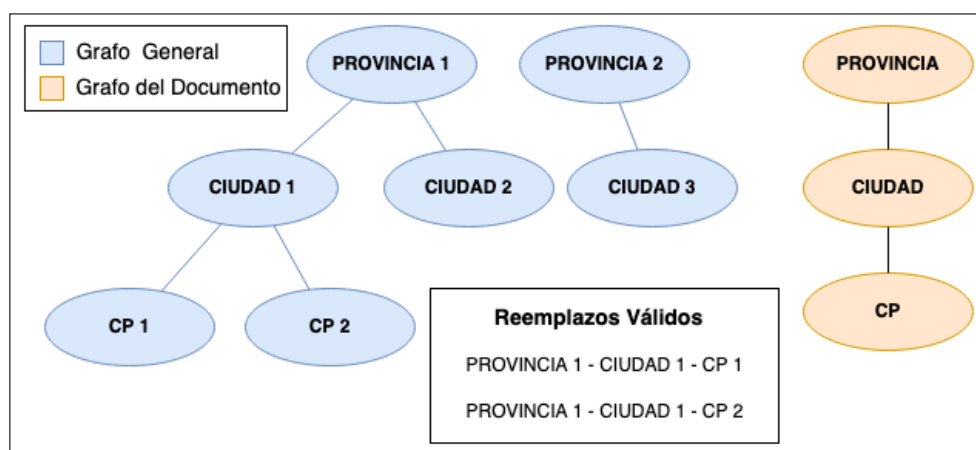 Grafo General
Grafo del Documento
PROVINCIA 1
PROVINCIA 2
PROVINCIA
CIUDAD 1
CIUDAD 2
CIUDAD 3
CIUDAD
CP 1
CP 2
CP
Reemplazos Válidos
PROVINCIA 1 - CIUDAD 1 - CP 1
PROVINCIA 1 - CIUDAD 1 - CP 2